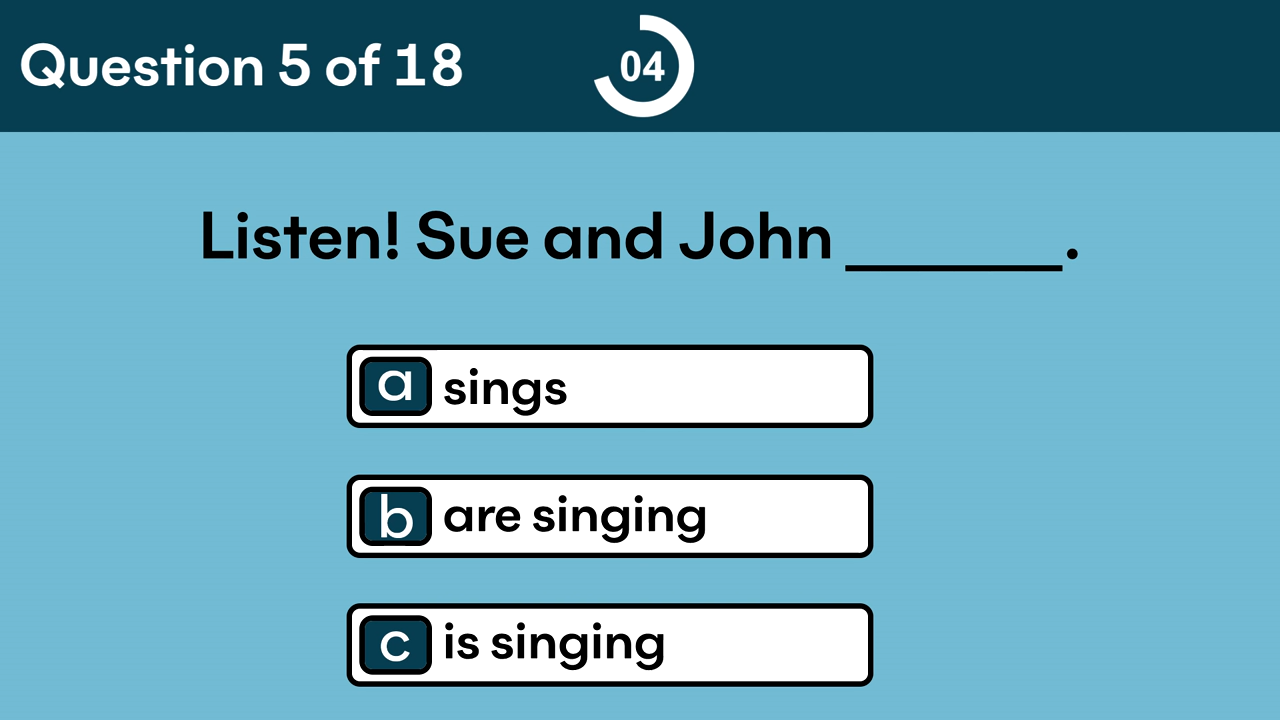 Question 5 of 18
04
Listen! Sue and John ______.
a sings
b are singing
c is singing